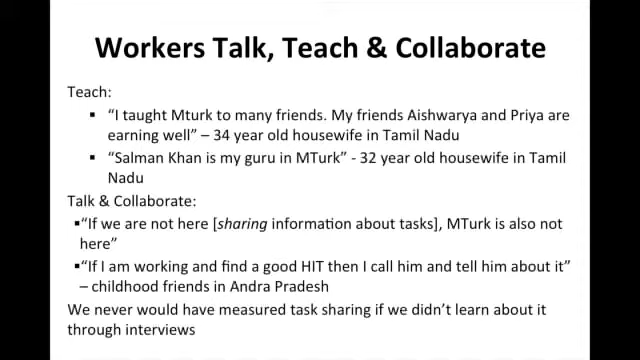 Workers Talk, Teach & Collaborate
Teach:
▪ “I taught Mturk to many friends. My friends Aishwarya and Priya are
earning well” – 34 year old housewife in Tamil Nadu
▪ “Salman Khan is my guru in MTurk” - 32 year old housewife in Tamil
Nadu
Talk & Collaborate:
▪“If we are not here [sharing information about tasks], MTurk is also not
here”
▪“If I am working and find a good HIT then I call him and tell him about it”
– childhood friends in Andra Pradesh
We never would have measured task sharing if we didn’t learn about it
through interviews